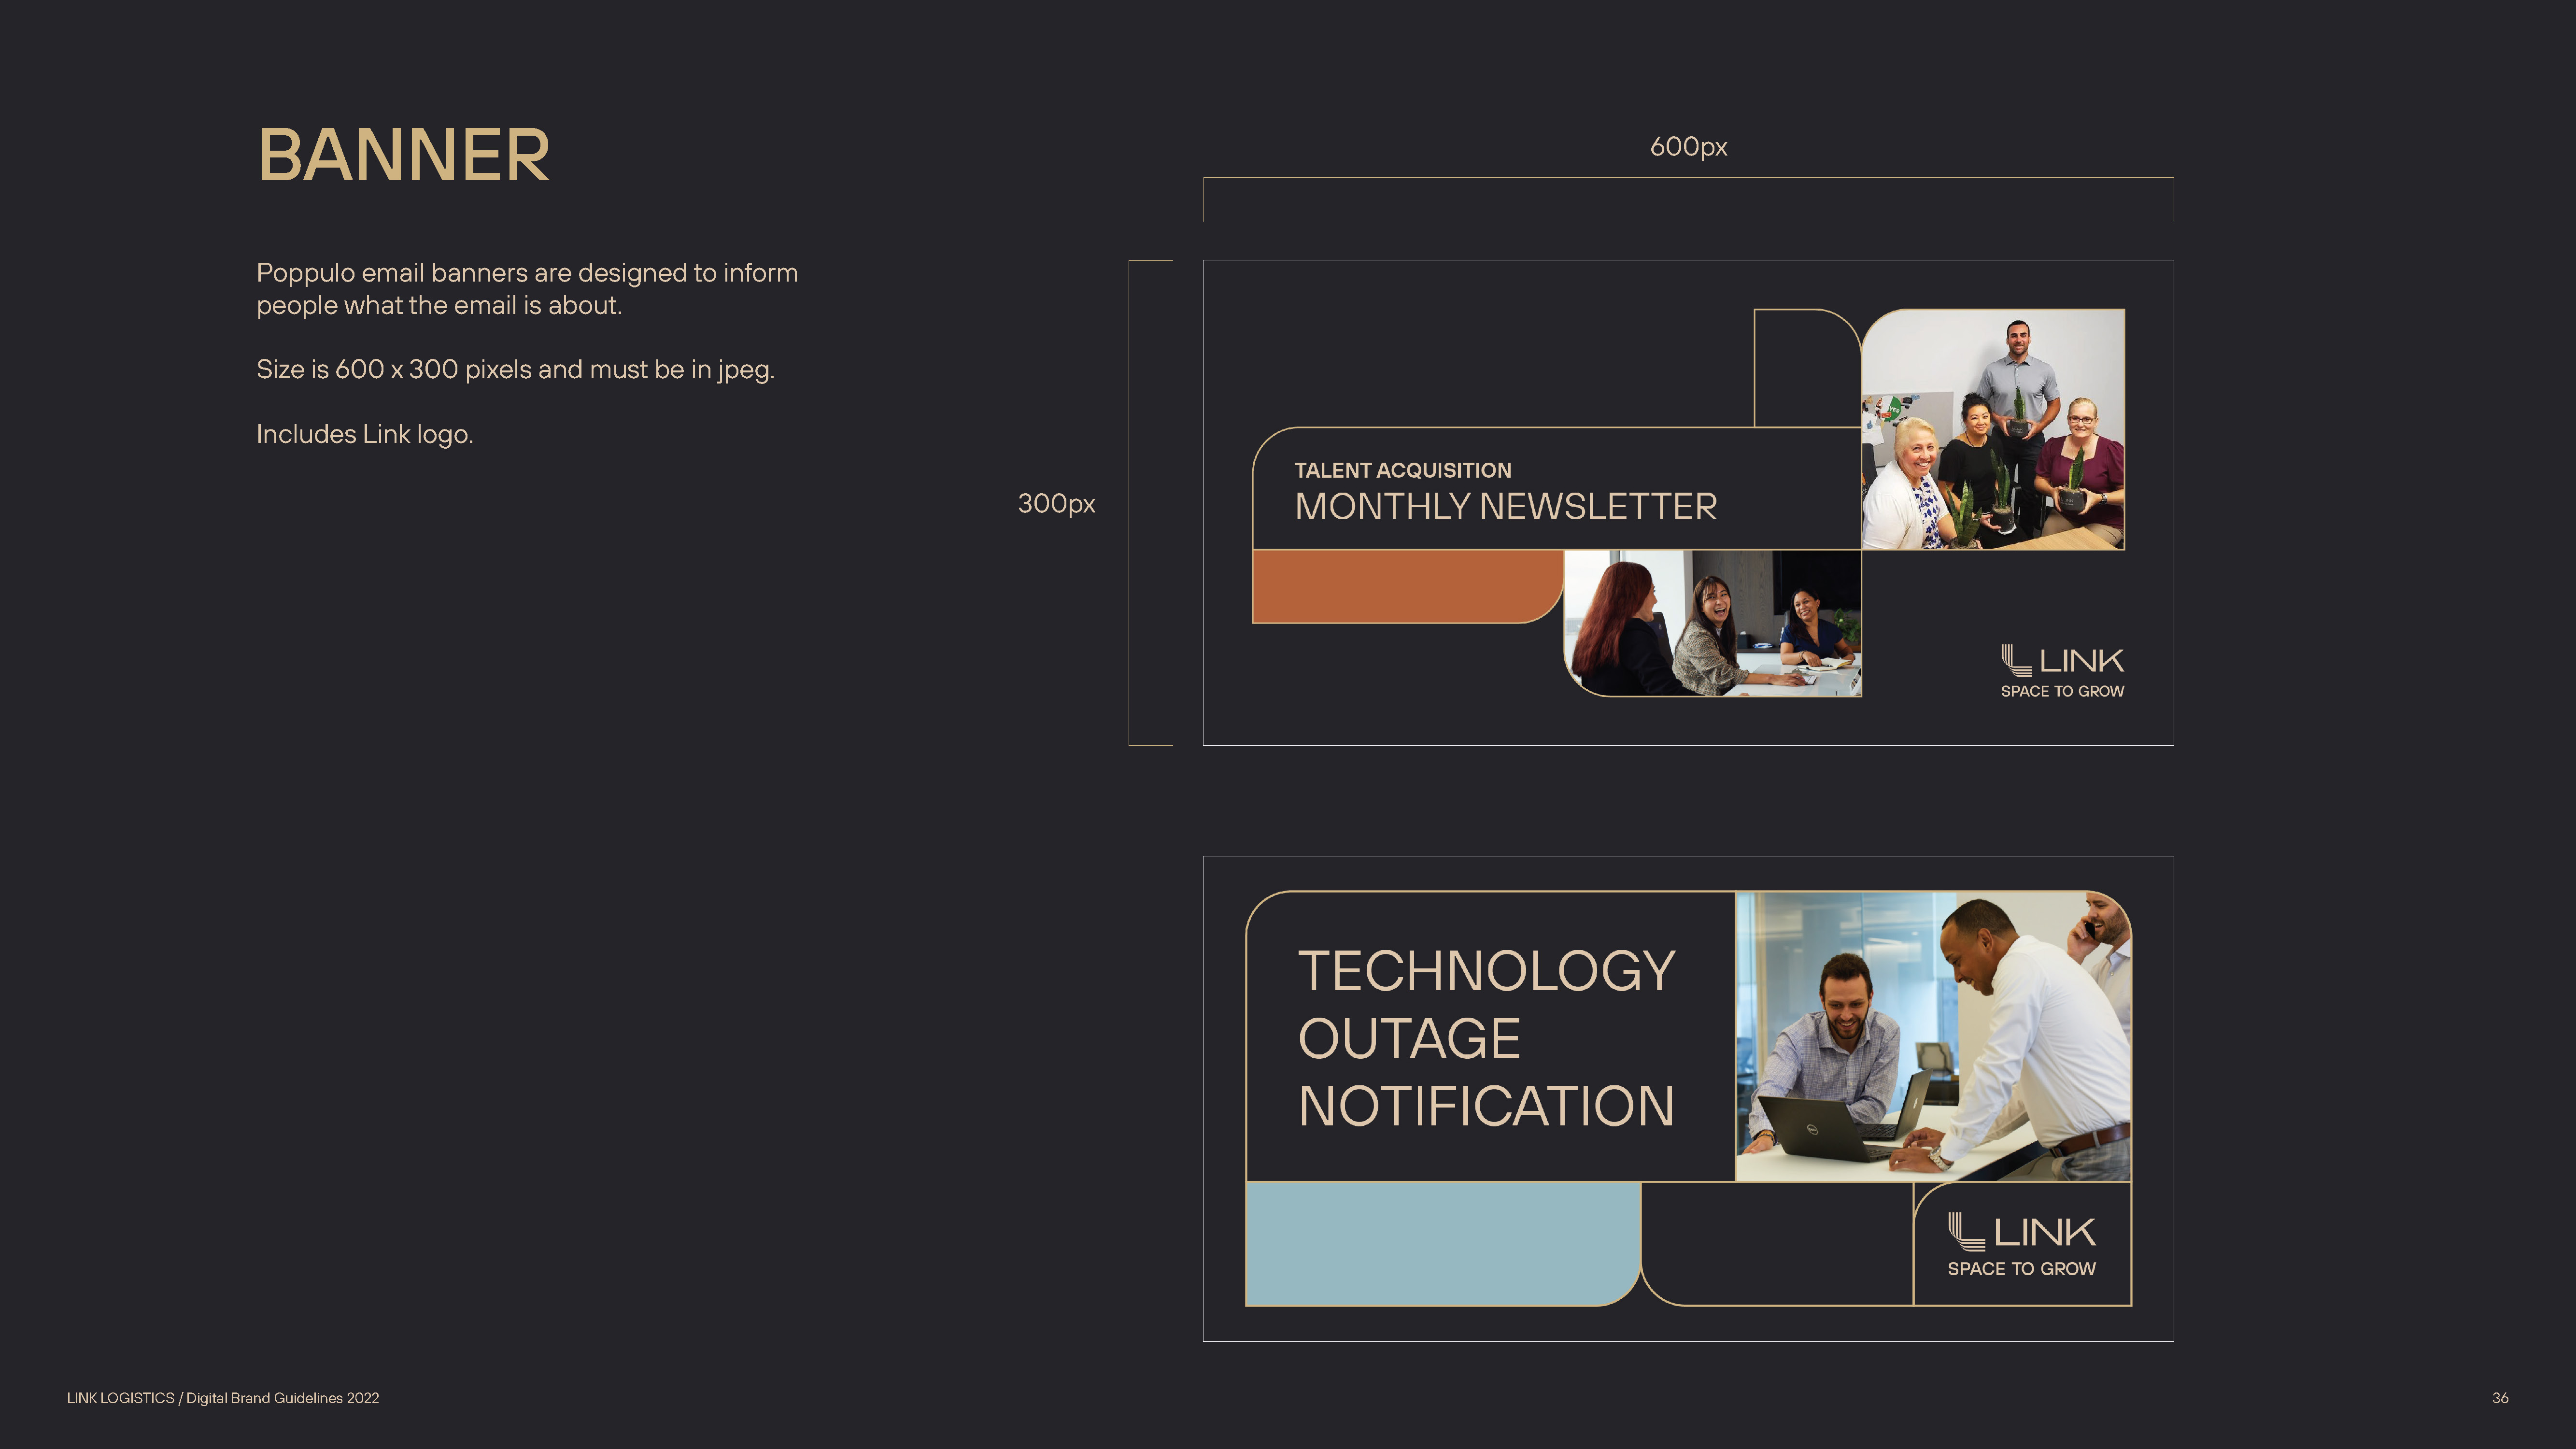 BANNER
Poppulo email banners are designed to inform
people what the email is about.
Size is 600 x 300 pixels and must be in jpeg.
Includes Link logo.
600px
300px
TALENT ACQUISITION
MONTHLY NEWSLETTER
LINK
SPACE TO GROW
TECHNOLOGY
OUTAGE
NOTIFICATION
LINK
SPACE TO GROW
LINK LOGISTICS / Digital Brand Guidelines 2022
36